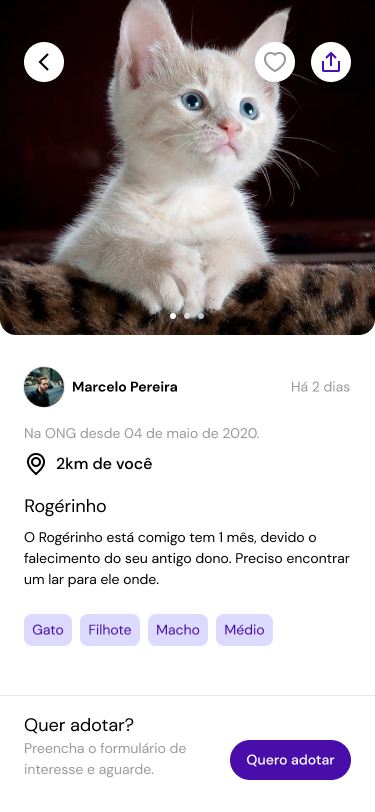 Marcelo Pereira
Há 2 dias
Na ONG desde 04 de maio de 2020.
2km de você
Rogérinho
O Rogérinho está comigo tem 1 mês, devido o
falecimento do seu antigo dono. Preciso encontrar
um lar para ele onde.
Gato
Filhote
Macho
Médio
Quer adotar?
Preencha o formulário de
interesse e aguarde.
Quero adotar